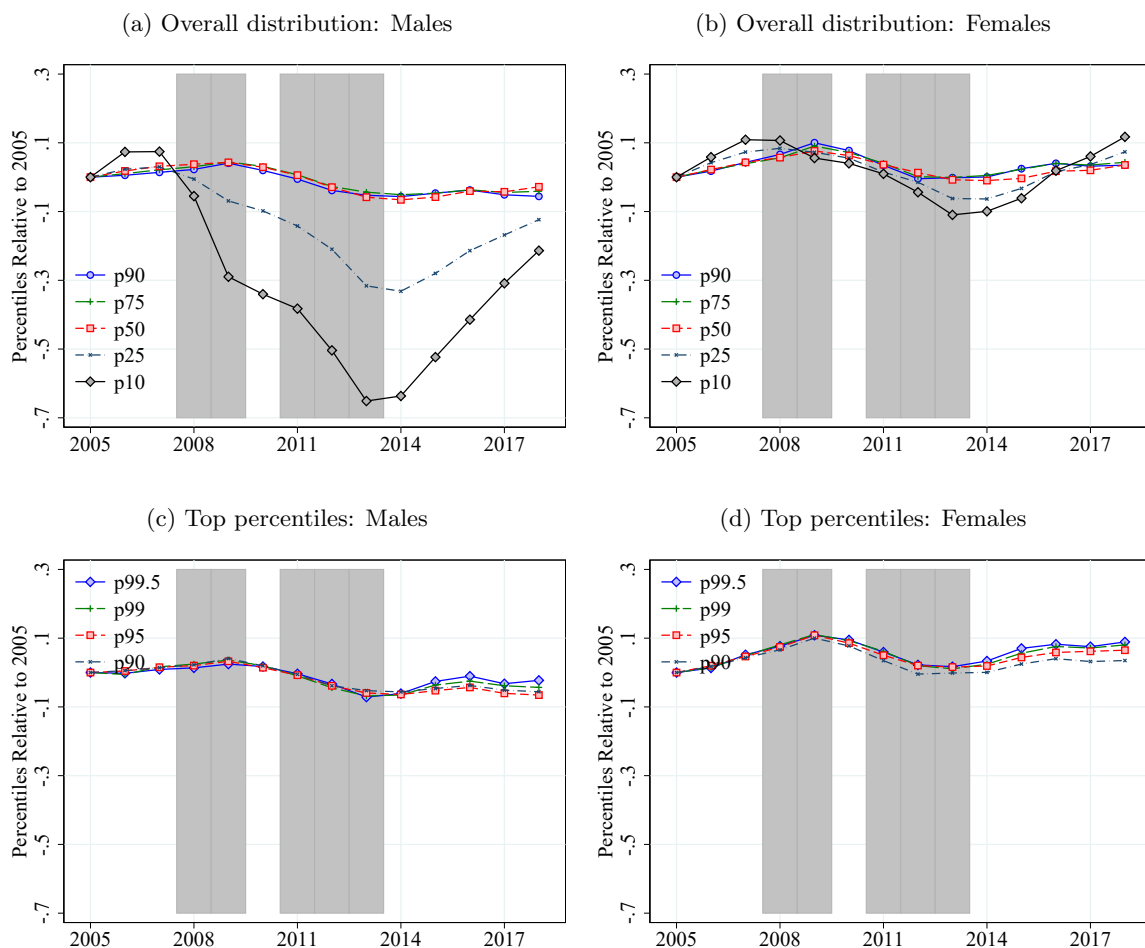 (a) Overall distribution: Males
Percentiles Relative to 2005
.3
.1
-.1
-.3
-.5
-.7
p90
p75
p50
p25
p10
2005 2008 2011 2014 2017
(b) Overall distribution: Females
Percentiles Relative to 2005
.3
.1
-.1
-.3
-.5
-.7
p90
p75
p50
p25
p10
2005 2008 2011 2014 2017
(c) Top percentiles: Males
Percentiles Relative to 2005
.3
.1
-.1
-.3
-.5
-.7
p99.5
p99
p95
p90
2005 2008 2011 2014 2017
(d) Top percentiles: Females
Percentiles Relative to 2005
.3
.1
-.1
-.3
-.5
-.7
p99.5
p99
p95
p90
2005 2008 2011 2014 2017